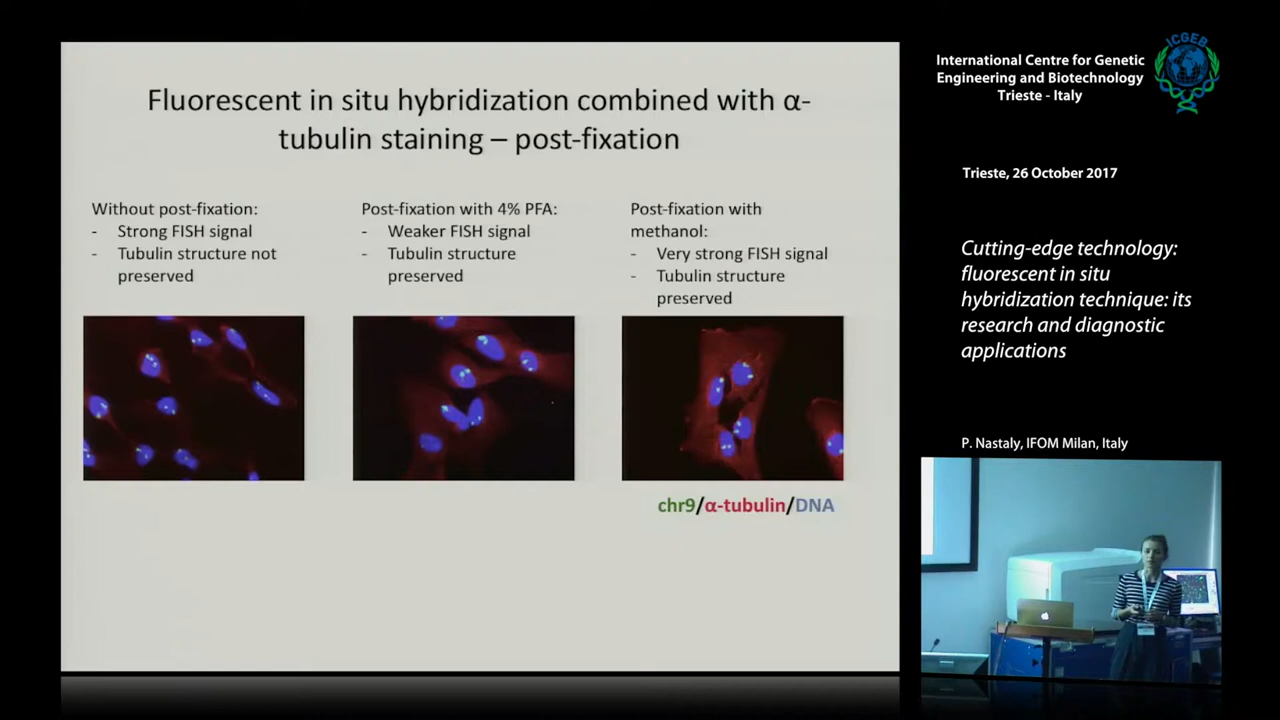 Fluorescent in situ hybridization combined with α-
tubulin staining – post-fixation
Without post-fixation:
- Strong FISH signal
- Tubulin structure not
preserved
Post-fixation with 4% PFA:
- Weaker FISH signal
- Tubulin structure
preserved
Post-fixation with
methanol:
- Very strong FISH signal
- Tubulin structure
preserved
chr9/α-tubulin/DNA
International Centre for Genetic
Engineering and Biotechnology
Trieste - Italy
ICGEB
Trieste, 26 October 2017
Cutting-edge technology:
fluorescent in situ
hybridization technique: its
research and diagnostic
applications
P. Nastaly, IFOM Milan, Italy